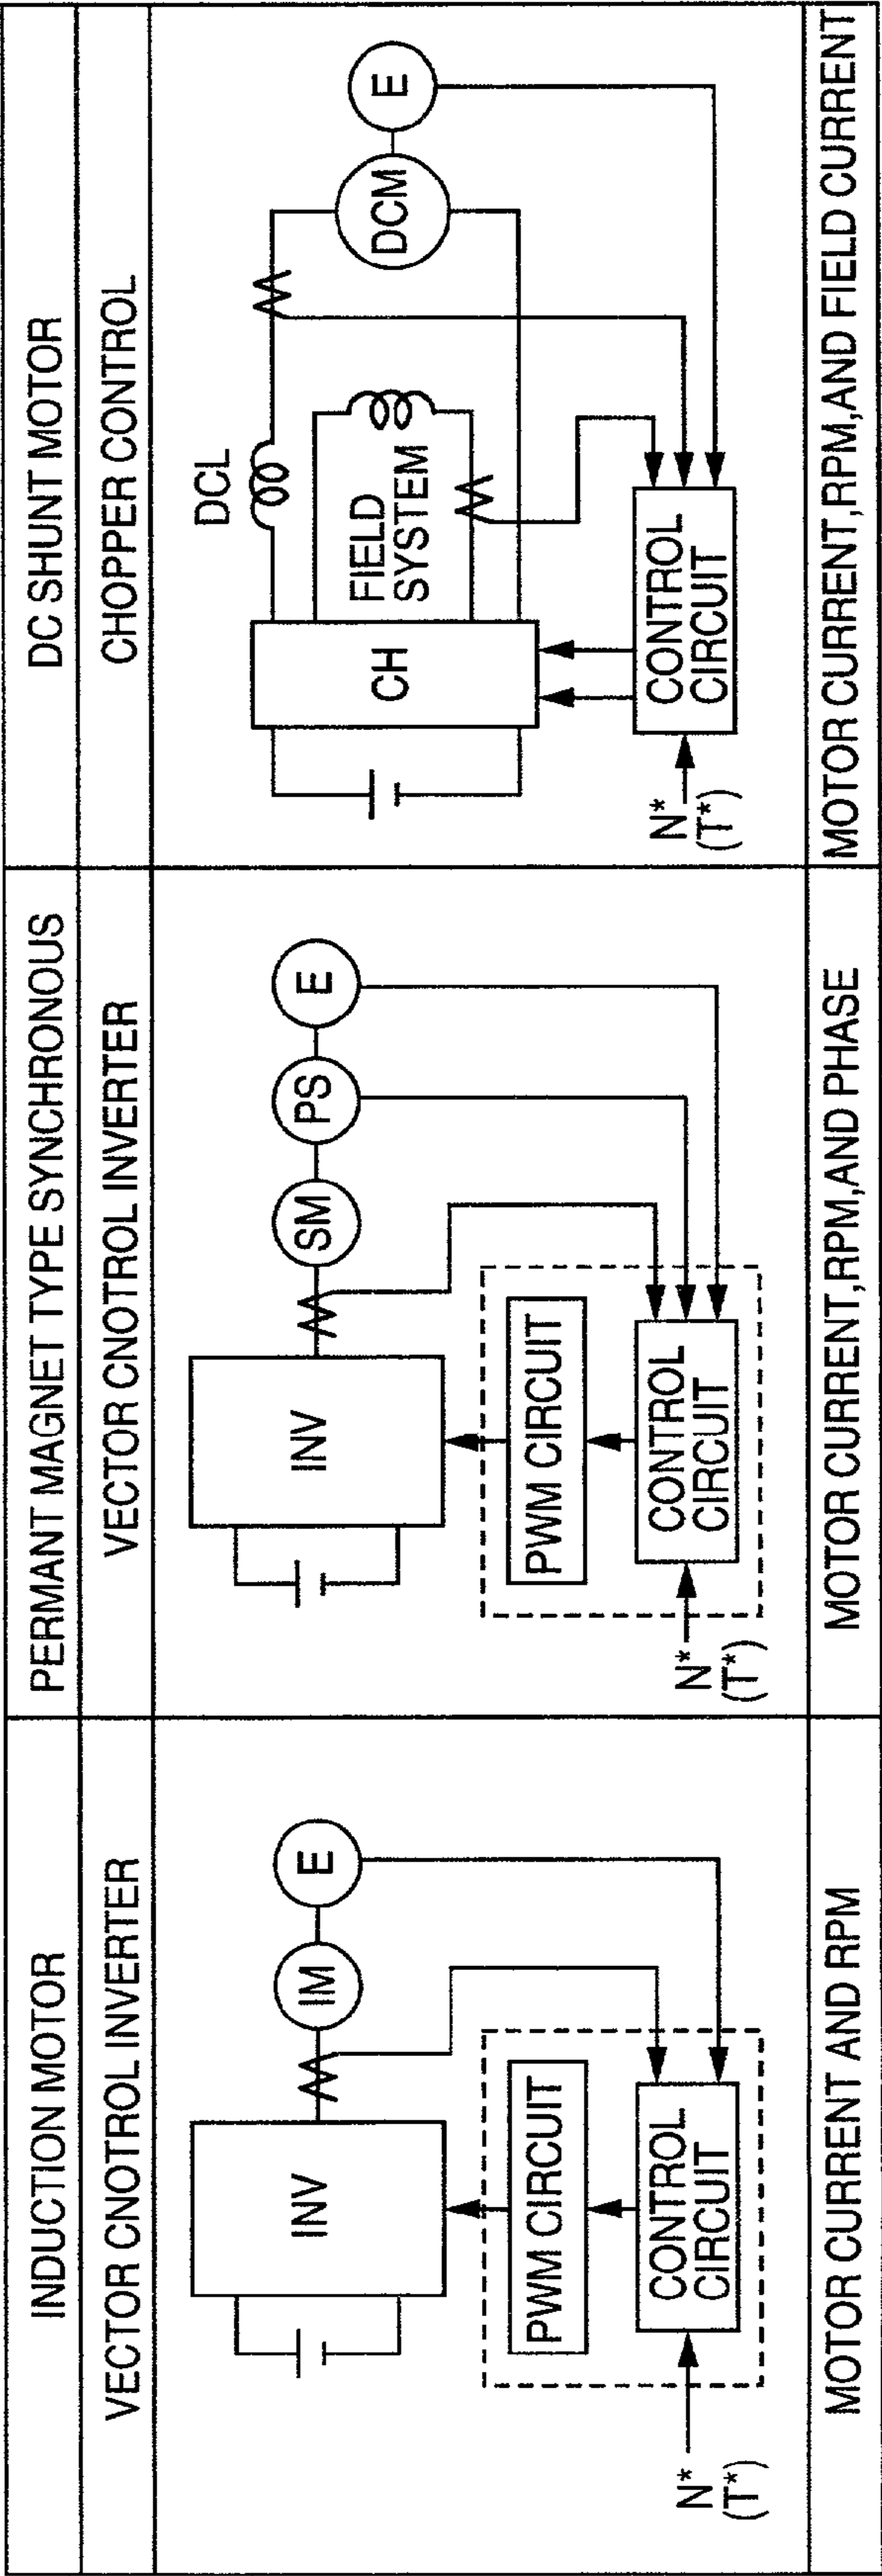 INDUCTION MOTOR
PERMANT MAGNET TYPE SYNCHRONOUS
DC SHUNT MOTOR
VECTOR CNOTROL INVERTER
VECTOR CNOTROL INVERTER
CHOPPER CONTROL
INV
IM
E
PWM CIRCUIT
CONTROL
CIRCUIT
N*
(T*)
INV
SM
PS
E
PWM CIRCUIT
CONTROL
CIRCUIT
N*
(T*)
DCL
FIELD
SYSTEM
CH
DCM
E
CONTROL
CIRCUIT
N*
(T*)
MOTOR CURRENT AND RPM
MOTOR CURRENT,RPM,AND PHASE
MOTOR CURRENT,RPM,AND FIELD CURRENT